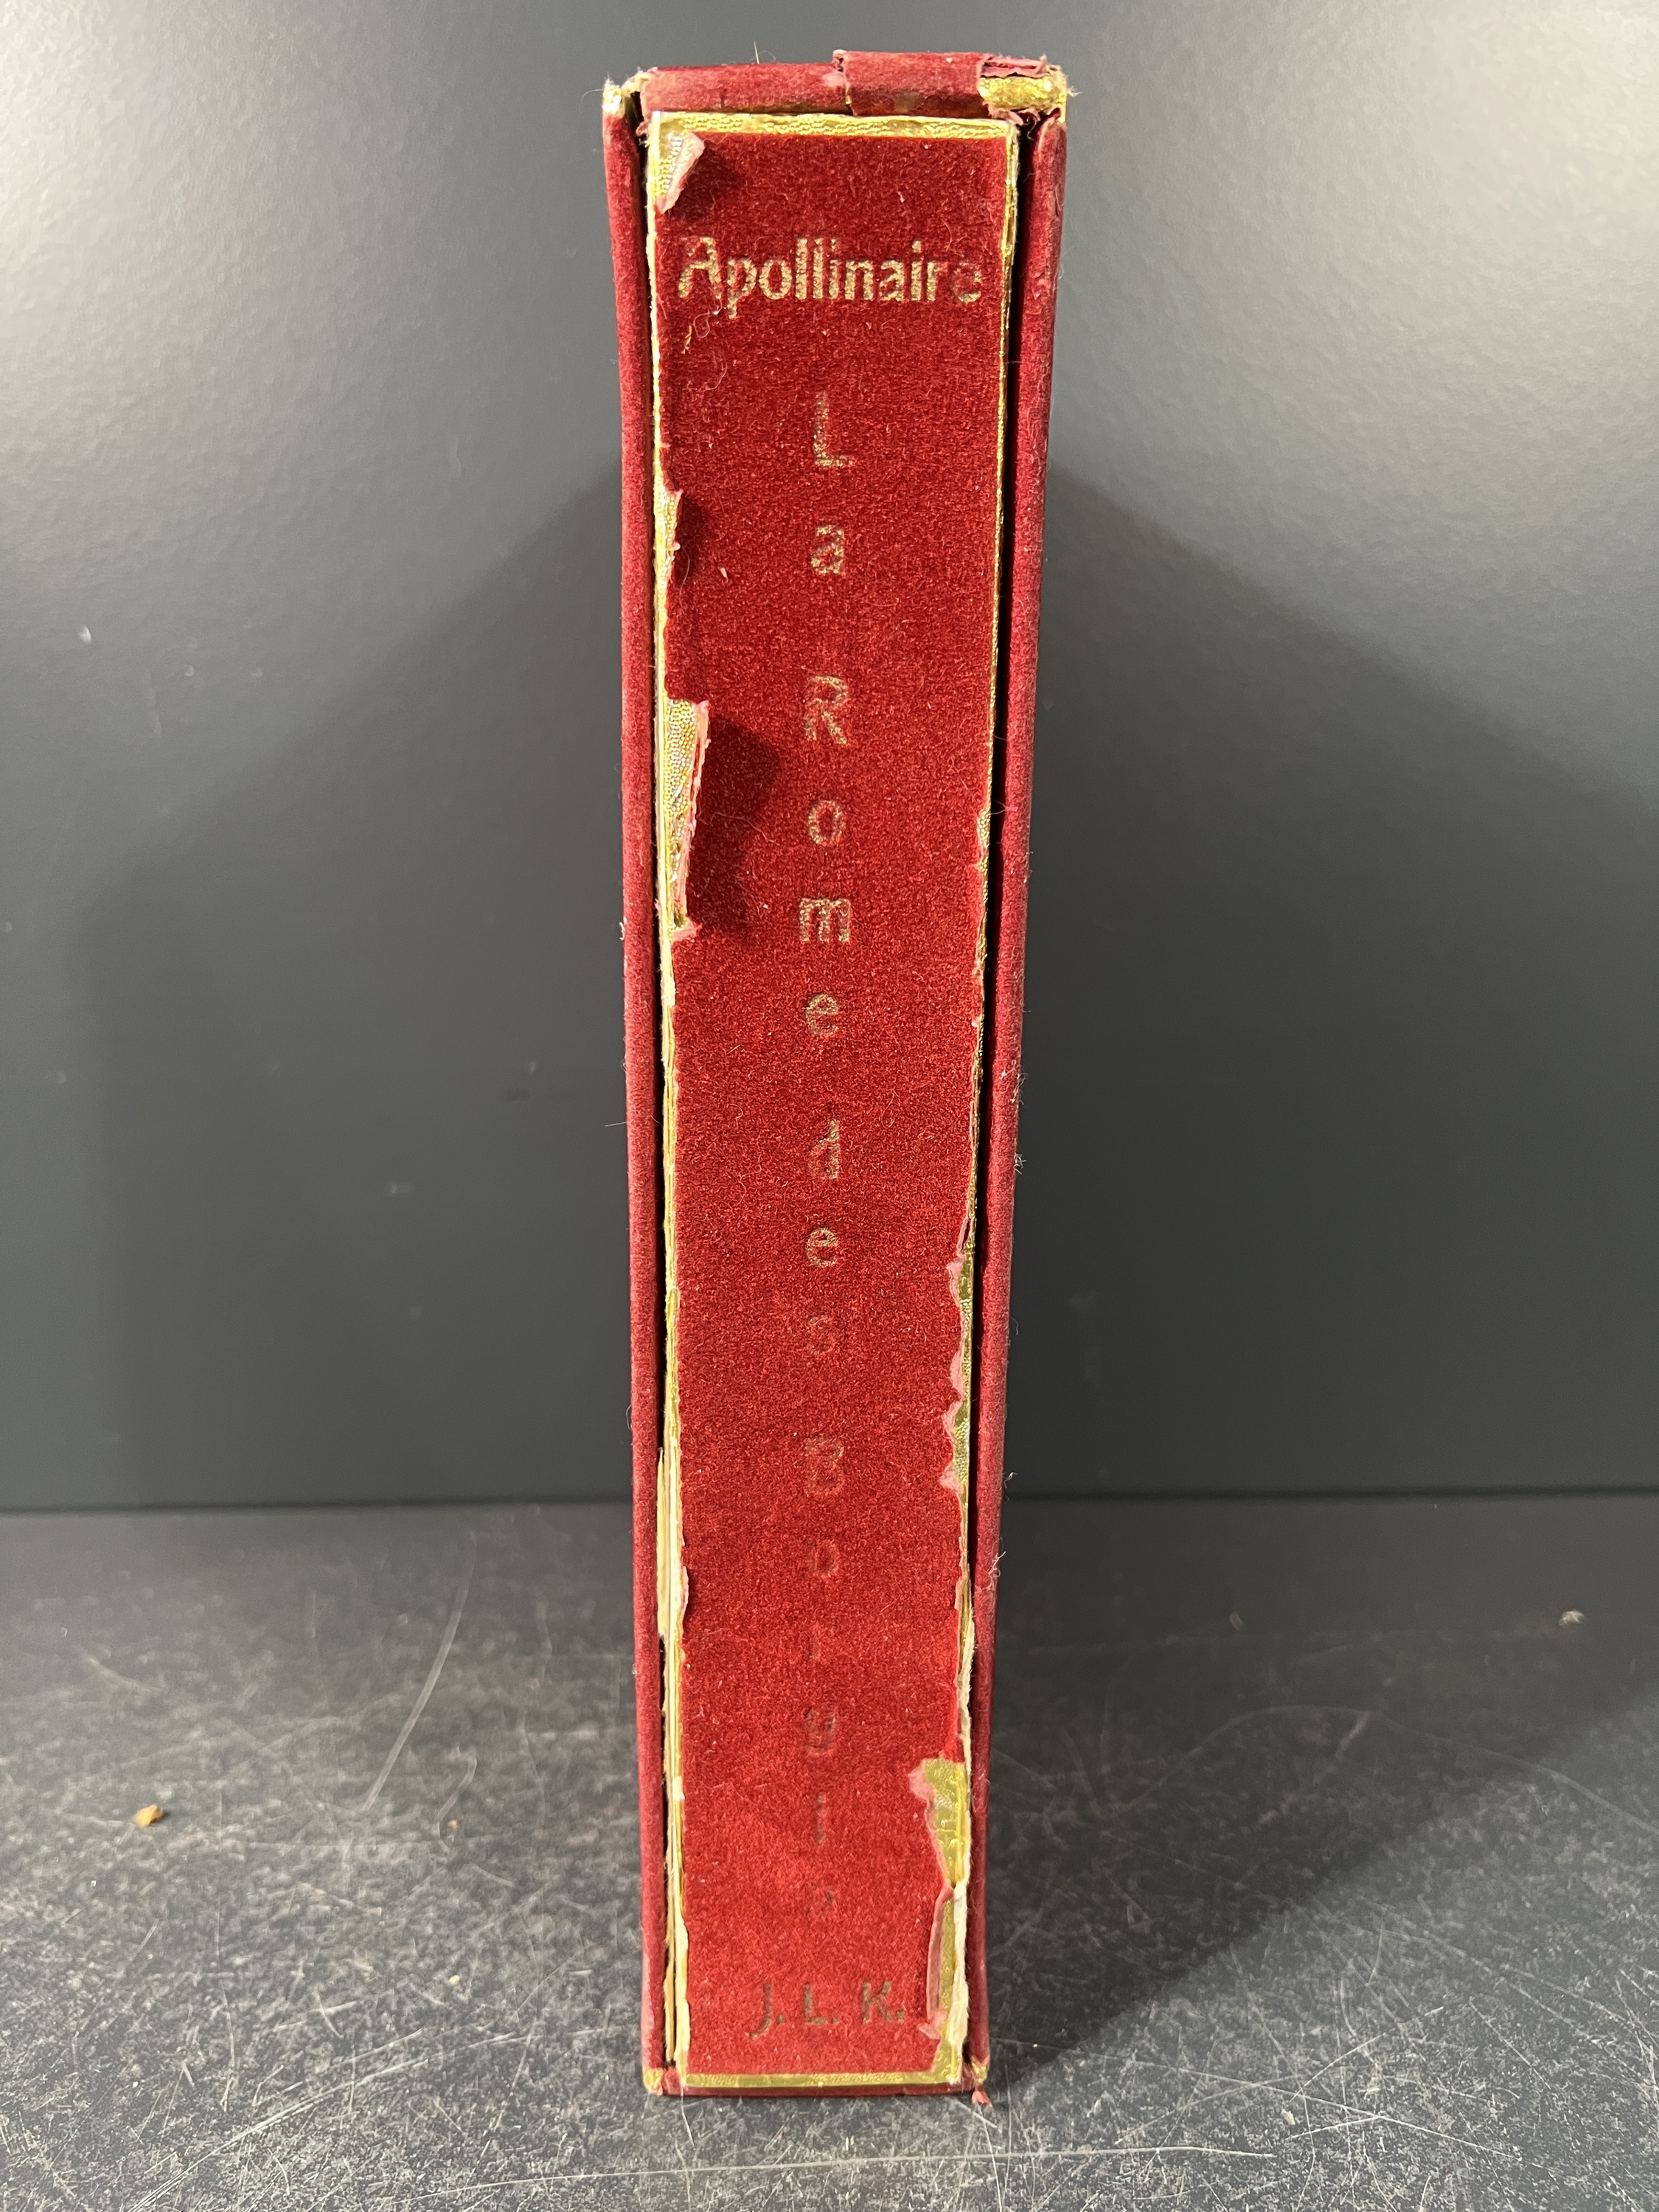 Apollinaire
La Rome des Borgia
J. L. K.